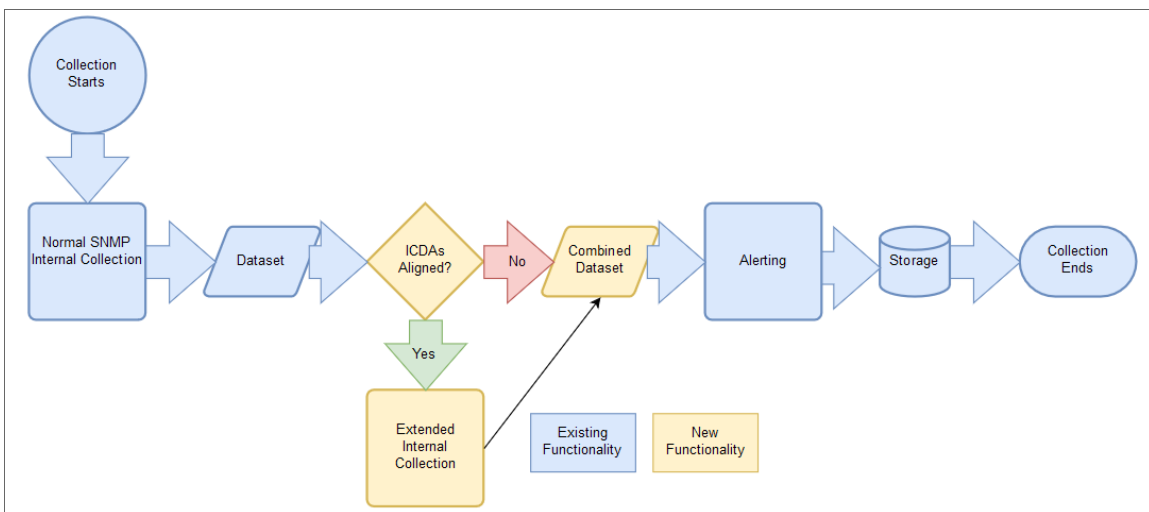 Collection
Starts
Normal SNMP
Internal Collection
Dataset
ICDAs
Aligned?
No
Combined
Dataset
Alerting
Storage
Collection
Ends
Yes
Extended
Internal
Collection
Existing
Functionality
New
Functionality